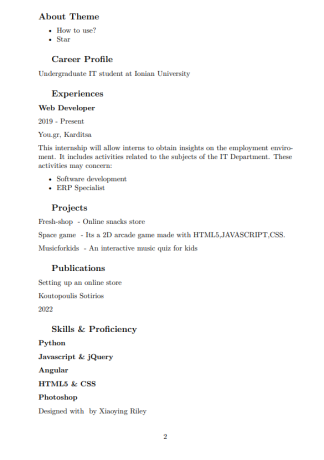 About Theme
• How to use?
• Star
Career Profile
Undergraduate IT student at Ionian University
Experiences
Web Developer
2019 - Present
You.gr, Karditsa
This internship will allow interns to obtain insights on the employment enviro-
ment. It includes activities related to the subjects of the IT Department. These
activities may concern:
• Software development
• ERP Specialist
Projects
Fresh-shop - Online snacks store
Space game - Its a 2D arcade game made with HTML5,JAVASCRIPT,CSS.
Musicforkids - An interactive music quiz for kids
Publications
Setting up an online store
Koutopoulis Sotirios
2022
Skills & Proficiency
Python
Javascript & jQuery
Angular
HTML5 & CSS
Photoshop
Designed with by Xiaoying Riley
2